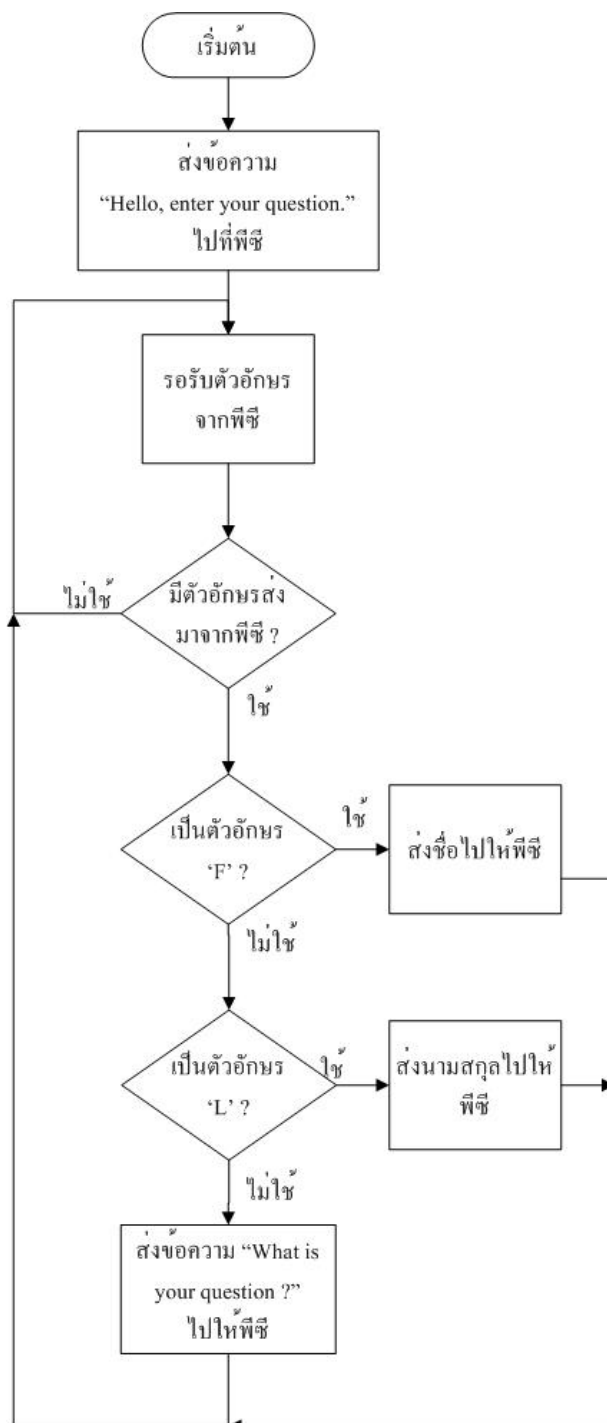 เริ่มต้น
ส่งข้อความ
“Hello, enter your question.”
ไปที่พีซี
รอรับตัวอักษร
จากพีซี
ไม่ใช้
มีตัวอักษรส่ง
มาจากพีซี ?
ใช้
เป็นตัวอักษร
‘F’ ?
ใช้
ส่งชื่อไปให้พีซี
ไม่ใช้
เป็นตัวอักษร
‘L’ ?
ใช้
ส่งนามสกุลไปให้
พีซี
ไม่ใช้
ส่งข้อความ “What is
your question ?”
ไปให้พีซี